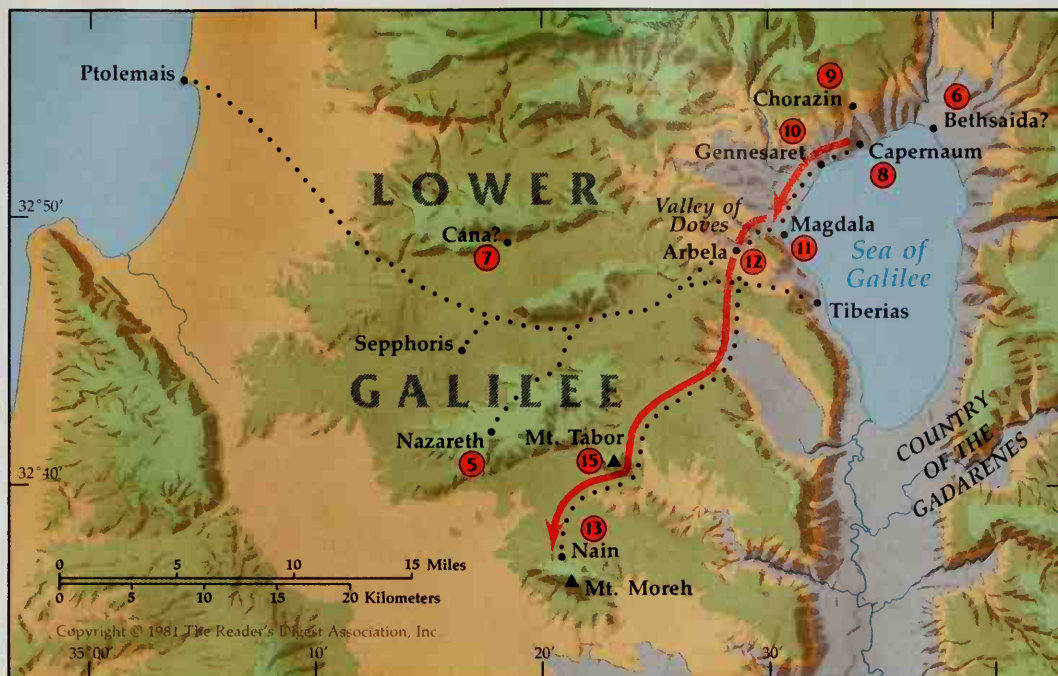 Ptolemais
9
Chorazin
6
Bethsaida?
10
Gennesaret
Capernaum
8
LOWER
32°50'
Valley of
Doves
Magdala
11
Cana?
7
Arbela
12
Sea of
Galilee
Tiberias
Sepphoris
GALILEE
Nazareth
5
Mt. Tabor
15
COUNTRY
OF THE
GADARENES
32°40'
13
Nain
Mt. Moreh
0 5 10 15 Miles
0 5 10 15 20 Kilometers
Copyright © 1981 The Reader's Digest Association, Inc
35°00' 10' 20' 30'